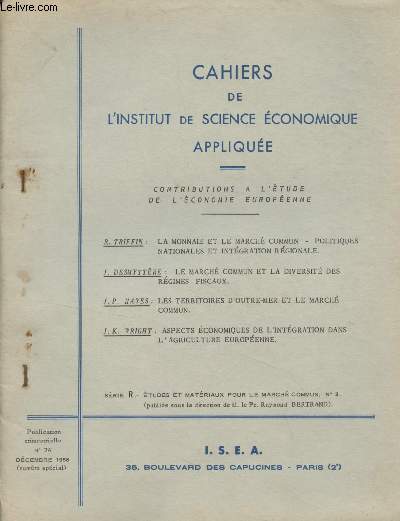 le-livre.com
CAHIERS
DE
L'INSTITUT DE SCIENCE ÉCONOMIQUE
APPLIQUÉE
CONTRIBUTIONS A L'ÉTUDE
DE L'ÉCONOMIE EUROPÉENNE
R. TRIFFIN : LA MONNAIE ET LE MARCHÉ COMMUN - POLITIQUES
NATIONALES ET INTÉGRATION RÉGIONALE.
DESMYTTÈRE : LE MARCHÉ COMMUN ET LA DIVERSITÉ DES
RÉGIMES FISCAUX.
J.P. HAYES : LES TERRITOIRES D'OUTRE-MER ET LE MARCHÉ
COMMUN.
WRIGHT : ASPECTS ÉCONOMIQUES DE L'INTÉGRATION DANS
L'AGRICULTURE EUROPÉENNE.
SÉRIE R - ÉTUDES ET MATÉRIAUX POUR LE MARCHÉ COMMUN, N°
(publiée sous la direction de M. le Pr. Raymond BERTRAND).
Publication
trimestrielle
n°
DÉCEMBRE 1958
(numéro spécial)
I. S. E. A.
35, BOULEVARD DES CAPUCINES - PARIS (2e)